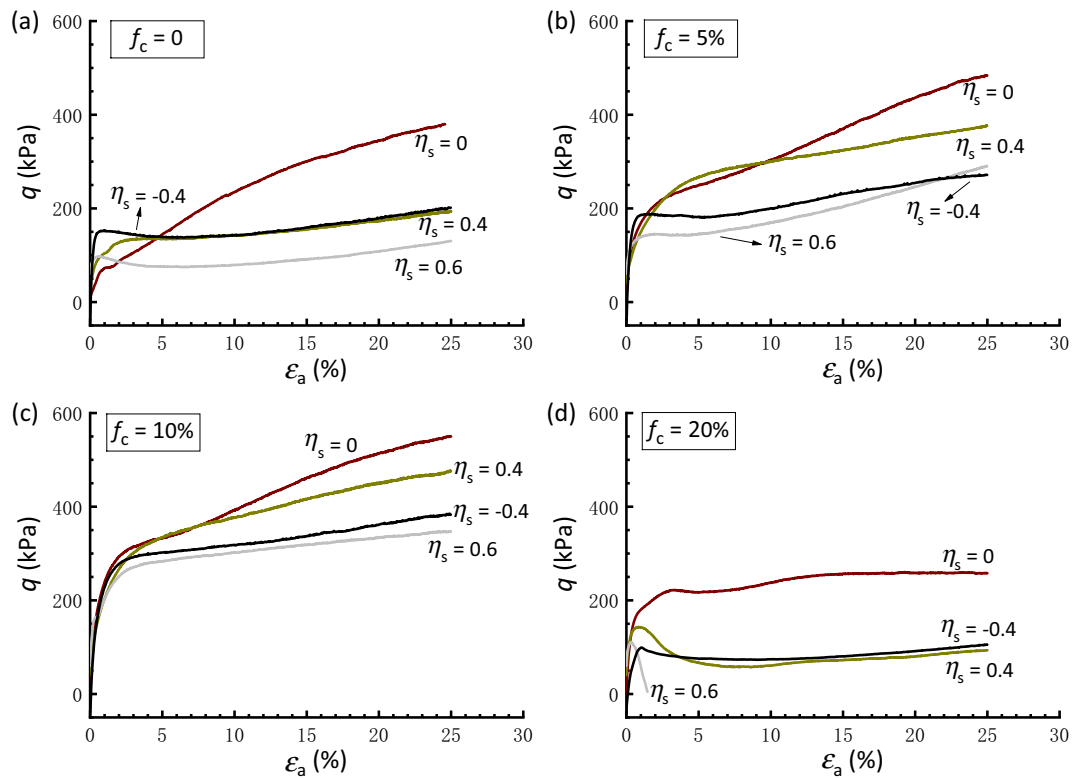 (a)
f_c = 0
600
400
200
0
q (kPa)
η_s = 0
η_s = -0.4
η_s = 0.4
η_s = 0.6
0 5 10 15 20 25 30
ε_a (%)
(b)
f_c = 5%
600
400
200
0
q (kPa)
η_s = 0
η_s = 0.4
η_s = -0.4
η_s = 0.6
0 5 10 15 20 25 30
ε_a (%)
(c)
f_c = 10%
600
400
200
0
q (kPa)
η_s = 0
η_s = 0.4
η_s = -0.4
η_s = 0.6
0 5 10 15 20 25 30
ε_a (%)
(d)
f_c = 20%
600
400
200
0
q (kPa)
η_s = 0
η_s = -0.4
η_s = 0.4
η_s = 0.6
0 5 10 15 20 25 30
ε_a (%)